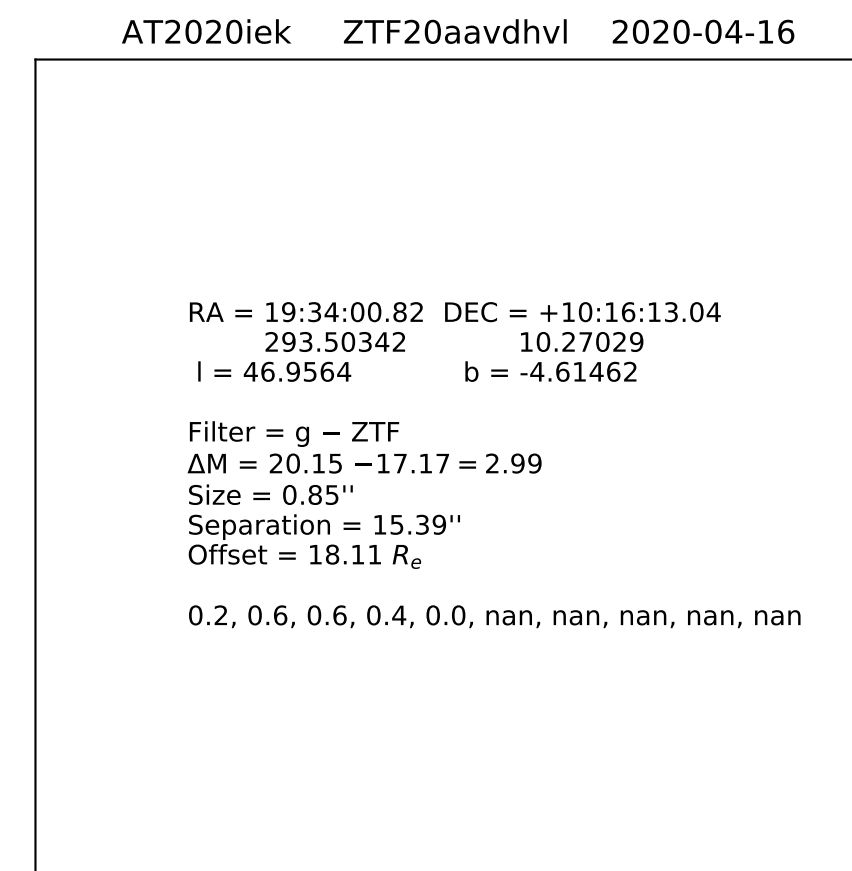 AT2020iek ZTF20aavdhvl 2020-04-16
RA = 19:34:00.82 DEC = +10:16:13.04
293.50342 10.27029
l = 46.9564 b = -4.61462
Filter = g − ZTF
ΔM = 20.15 −17.17 = 2.99
Size = 0.85''
Separation = 15.39''
Offset = 18.11 Re
0.2, 0.6, 0.6, 0.4, 0.0, nan, nan, nan, nan, nan